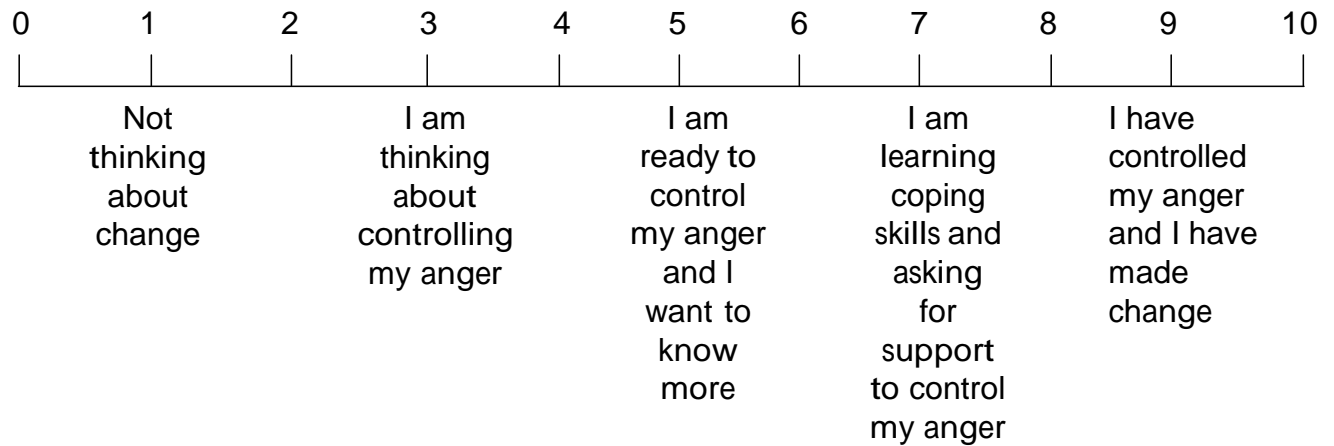 0 1 2 3 4 5 6 7 8 9 10
Not
thinking
about
change
I am
thinking
about
controlling
my anger
I am
ready to
control
my anger
and I
want to
know
more
I am
learning
coping
skills and
asking
for
support
to control
my anger
I have
controlled
my anger
and I have
made
change